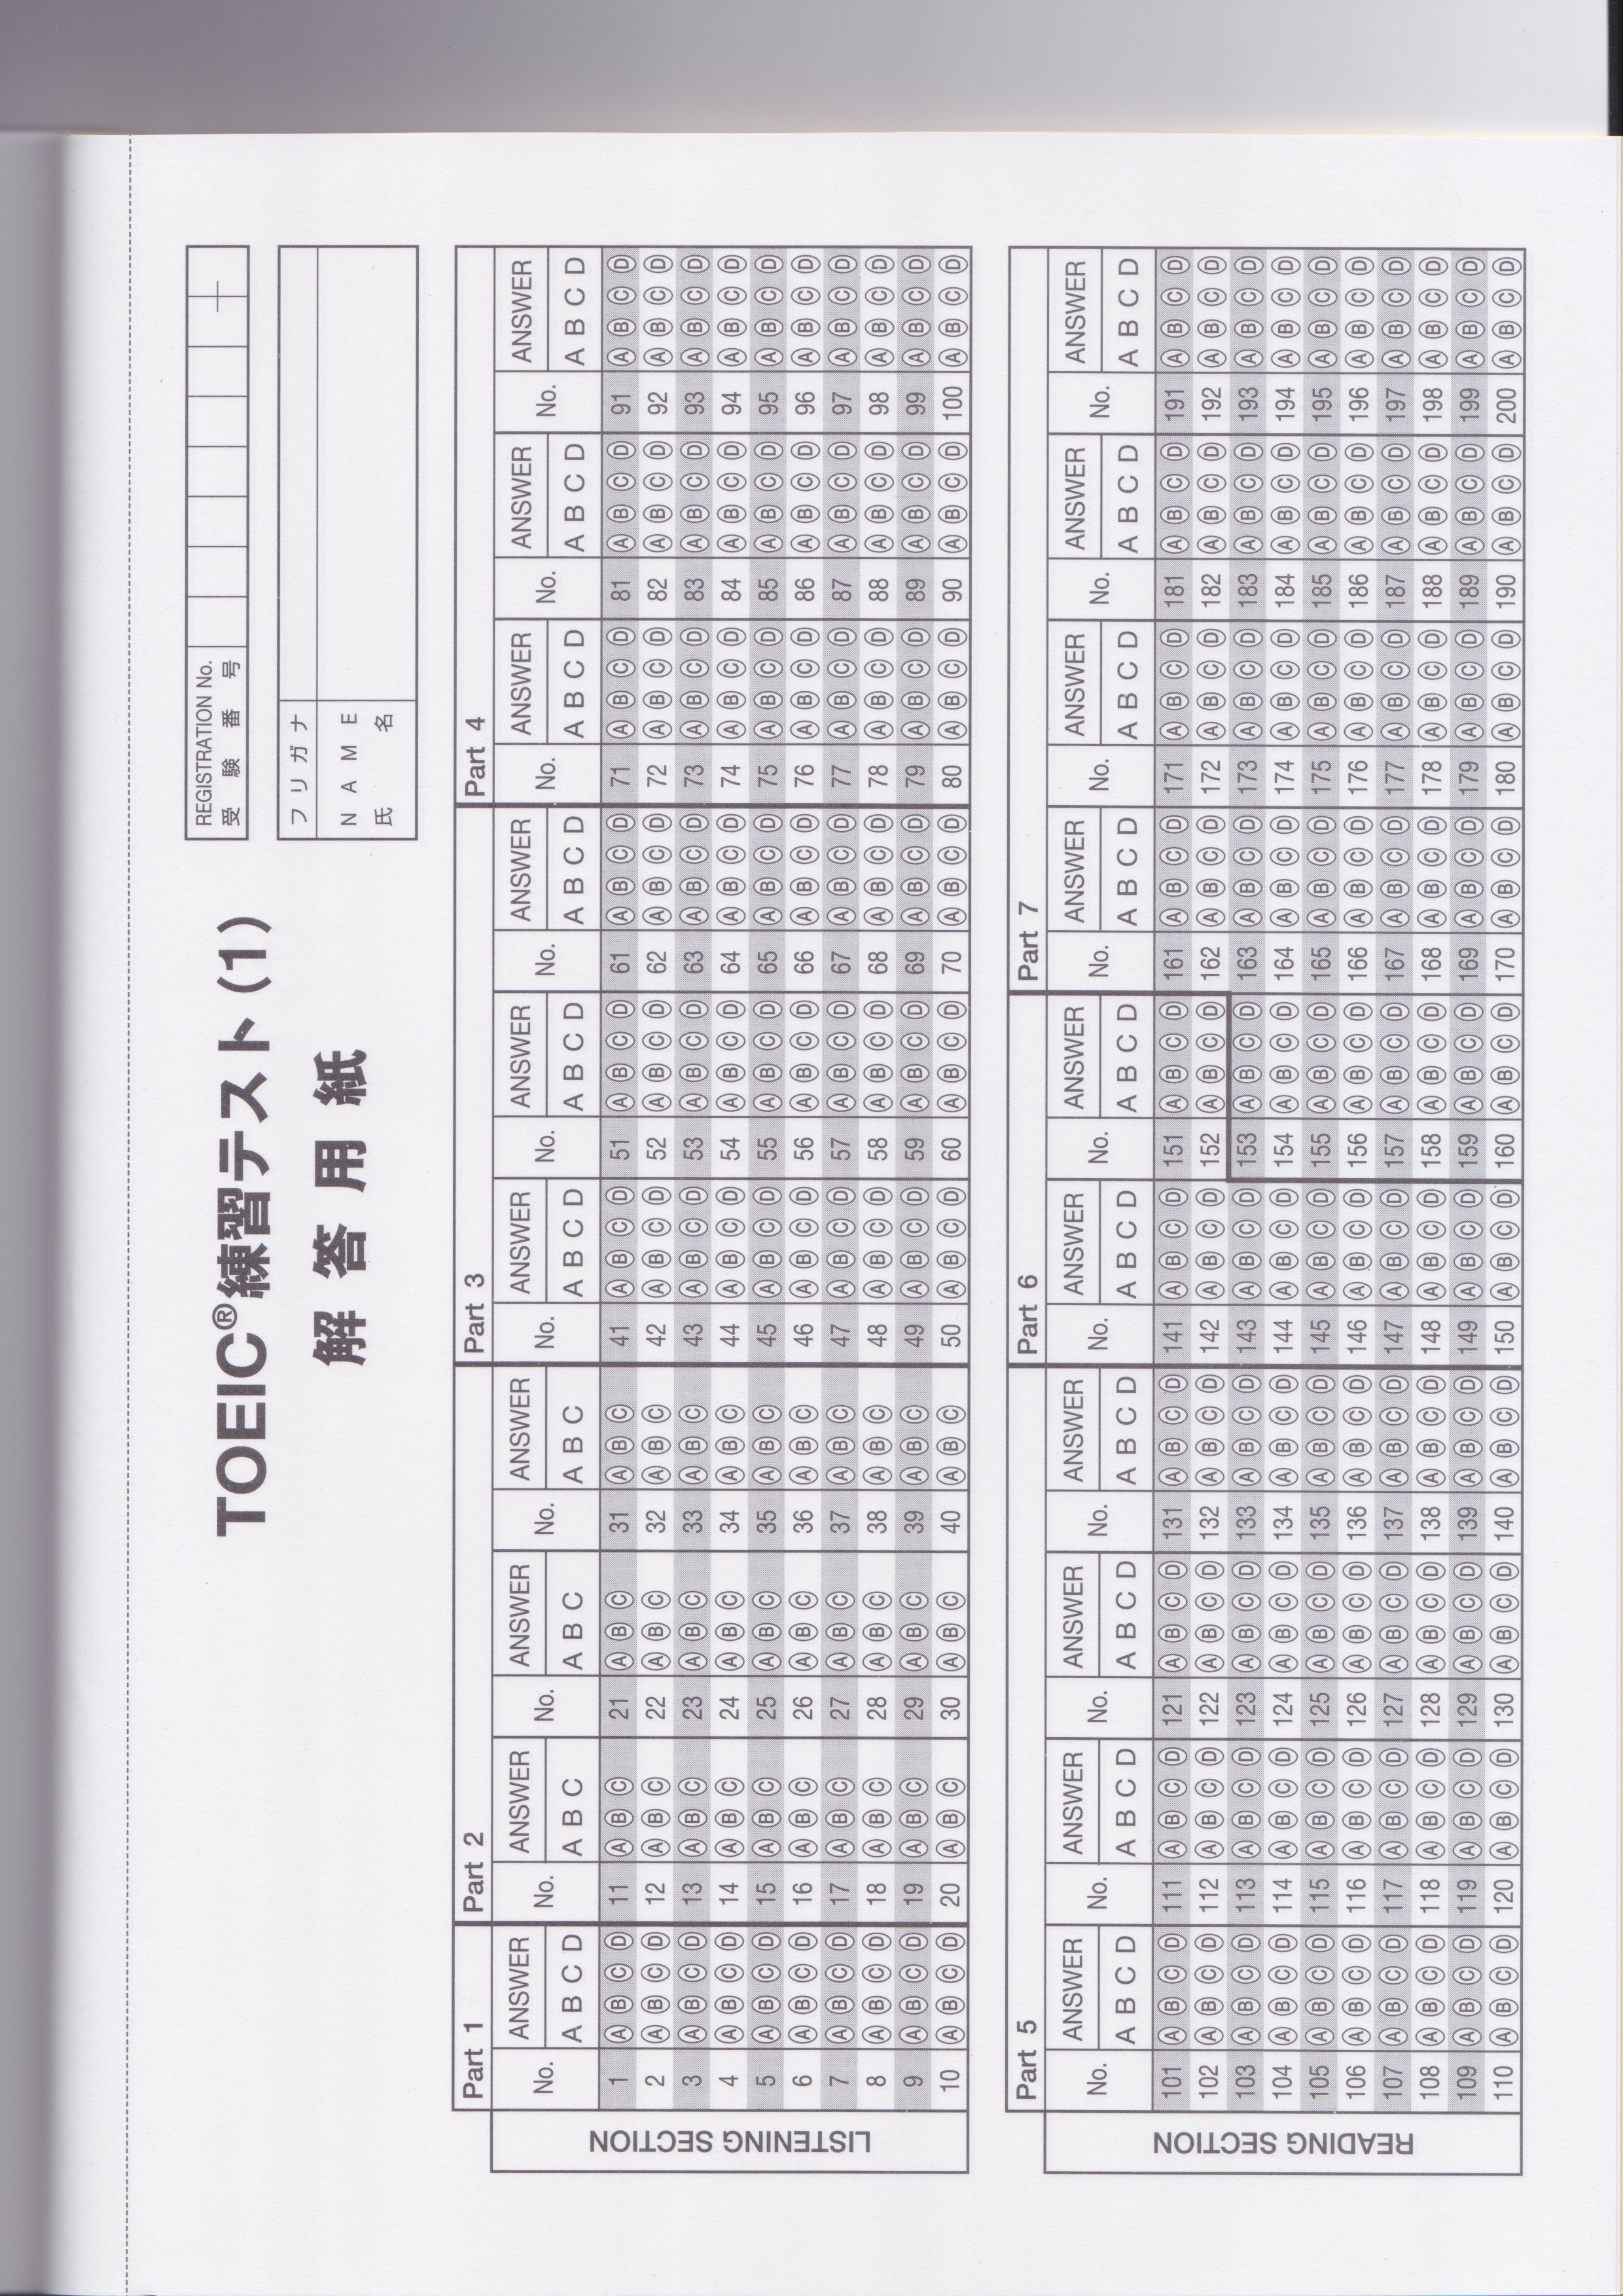 TOEIC®練習テスト(1)
解答用紙
REGISTRATION No.
受験番号
フリガナ
NAME
氏名
LISTENING SECTION
Part 1 Part 2 Part 3 Part 4
No. ANSWER No. ANSWER No. ANSWER No. ANSWER No. ANSWER No. ANSWER No. ANSWER No. ANSWER No. ANSWER No. ANSWER
A B C D A B C A B C A B C A B C D A B C D A B C D A B C D A B C D A B C D
1 Ⓐ Ⓑ Ⓒ Ⓓ 11 Ⓐ Ⓑ Ⓒ 21 Ⓐ Ⓑ Ⓒ 31 Ⓐ Ⓑ Ⓒ 41 Ⓐ Ⓑ Ⓒ Ⓓ 51 Ⓐ Ⓑ Ⓒ Ⓓ 61 Ⓐ Ⓑ Ⓒ Ⓓ 71 Ⓐ Ⓑ Ⓒ Ⓓ 81 Ⓐ Ⓑ Ⓒ Ⓓ 91 Ⓐ Ⓑ Ⓒ Ⓓ
2 Ⓐ Ⓑ Ⓒ Ⓓ 12 Ⓐ Ⓑ Ⓒ 22 Ⓐ Ⓑ Ⓒ 32 Ⓐ Ⓑ Ⓒ 42 Ⓐ Ⓑ Ⓒ Ⓓ 52 Ⓐ Ⓑ Ⓒ Ⓓ 62 Ⓐ Ⓑ Ⓒ Ⓓ 72 Ⓐ Ⓑ Ⓒ Ⓓ 82 Ⓐ Ⓑ Ⓒ Ⓓ 92 Ⓐ Ⓑ Ⓒ Ⓓ
3 Ⓐ Ⓑ Ⓒ Ⓓ 13 Ⓐ Ⓑ Ⓒ 23 Ⓐ Ⓑ Ⓒ 33 Ⓐ Ⓑ Ⓒ 43 Ⓐ Ⓑ Ⓒ Ⓓ 53 Ⓐ Ⓑ Ⓒ Ⓓ 63 Ⓐ Ⓑ Ⓒ Ⓓ 73 Ⓐ Ⓑ Ⓒ Ⓓ 83 Ⓐ Ⓑ Ⓒ Ⓓ 93 Ⓐ Ⓑ Ⓒ Ⓓ
4 Ⓐ Ⓑ Ⓒ Ⓓ 14 Ⓐ Ⓑ Ⓒ 24 Ⓐ Ⓑ Ⓒ 34 Ⓐ Ⓑ Ⓒ 44 Ⓐ Ⓑ Ⓒ Ⓓ 54 Ⓐ Ⓑ Ⓒ Ⓓ 64 Ⓐ Ⓑ Ⓒ Ⓓ 74 Ⓐ Ⓑ Ⓒ Ⓓ 84 Ⓐ Ⓑ Ⓒ Ⓓ 94 Ⓐ Ⓑ Ⓒ Ⓓ
5 Ⓐ Ⓑ Ⓒ Ⓓ 15 Ⓐ Ⓑ Ⓒ 25 Ⓐ Ⓑ Ⓒ 35 Ⓐ Ⓑ Ⓒ 45 Ⓐ Ⓑ Ⓒ Ⓓ 55 Ⓐ Ⓑ Ⓒ Ⓓ 65 Ⓐ Ⓑ Ⓒ Ⓓ 75 Ⓐ Ⓑ Ⓒ Ⓓ 85 Ⓐ Ⓑ Ⓒ Ⓓ 95 Ⓐ Ⓑ Ⓒ Ⓓ
6 Ⓐ Ⓑ Ⓒ Ⓓ 16 Ⓐ Ⓑ Ⓒ 26 Ⓐ Ⓑ Ⓒ 36 Ⓐ Ⓑ Ⓒ 46 Ⓐ Ⓑ Ⓒ Ⓓ 56 Ⓐ Ⓑ Ⓒ Ⓓ 66 Ⓐ Ⓑ Ⓒ Ⓓ 76 Ⓐ Ⓑ Ⓒ Ⓓ 86 Ⓐ Ⓑ Ⓒ Ⓓ 96 Ⓐ Ⓑ Ⓒ Ⓓ
7 Ⓐ Ⓑ Ⓒ Ⓓ 17 Ⓐ Ⓑ Ⓒ 27 Ⓐ Ⓑ Ⓒ 37 Ⓐ Ⓑ Ⓒ 47 Ⓐ Ⓑ Ⓒ Ⓓ 57 Ⓐ Ⓑ Ⓒ Ⓓ 67 Ⓐ Ⓑ Ⓒ Ⓓ 77 Ⓐ Ⓑ Ⓒ Ⓓ 87 Ⓐ Ⓑ Ⓒ Ⓓ 97 Ⓐ Ⓑ Ⓒ Ⓓ
8 Ⓐ Ⓑ Ⓒ Ⓓ 18 Ⓐ Ⓑ Ⓒ 28 Ⓐ Ⓑ Ⓒ 38 Ⓐ Ⓑ Ⓒ 48 Ⓐ Ⓑ Ⓒ Ⓓ 58 Ⓐ Ⓑ Ⓒ Ⓓ 68 Ⓐ Ⓑ Ⓒ Ⓓ 78 Ⓐ Ⓑ Ⓒ Ⓓ 88 Ⓐ Ⓑ Ⓒ Ⓓ 98 Ⓐ Ⓑ Ⓒ Ⓓ
9 Ⓐ Ⓑ Ⓒ Ⓓ 19 Ⓐ Ⓑ Ⓒ 29 Ⓐ Ⓑ Ⓒ 39 Ⓐ Ⓑ Ⓒ 49 Ⓐ Ⓑ Ⓒ Ⓓ 59 Ⓐ Ⓑ Ⓒ Ⓓ 69 Ⓐ Ⓑ Ⓒ Ⓓ 79 Ⓐ Ⓑ Ⓒ Ⓓ 89 Ⓐ Ⓑ Ⓒ Ⓓ 99 Ⓐ Ⓑ Ⓒ Ⓓ
10 Ⓐ Ⓑ Ⓒ Ⓓ 20 Ⓐ Ⓑ Ⓒ 30 Ⓐ Ⓑ Ⓒ 40 Ⓐ Ⓑ Ⓒ 50 Ⓐ Ⓑ Ⓒ Ⓓ 60 Ⓐ Ⓑ Ⓒ Ⓓ 70 Ⓐ Ⓑ Ⓒ Ⓓ 80 Ⓐ Ⓑ Ⓒ Ⓓ 90 Ⓐ Ⓑ Ⓒ Ⓓ 100 Ⓐ Ⓑ Ⓒ Ⓓ
READING SECTION
Part 5 Part 6 Part 7
No. ANSWER No. ANSWER No. ANSWER No. ANSWER No. ANSWER No. ANSWER No. ANSWER No. ANSWER No. ANSWER No. ANSWER
A B C D A B C D A B C D A B C D A B C D A B C D A B C D A B C D A B C D A B C D
101 Ⓐ Ⓑ Ⓒ Ⓓ 111 Ⓐ Ⓑ Ⓒ Ⓓ 121 Ⓐ Ⓑ Ⓒ Ⓓ 131 Ⓐ Ⓑ Ⓒ Ⓓ 141 Ⓐ Ⓑ Ⓒ Ⓓ 151 Ⓐ Ⓑ Ⓒ Ⓓ 161 Ⓐ Ⓑ Ⓒ Ⓓ 171 Ⓐ Ⓑ Ⓒ Ⓓ 181 Ⓐ Ⓑ Ⓒ Ⓓ 191 Ⓐ Ⓑ Ⓒ Ⓓ
102 Ⓐ Ⓑ Ⓒ Ⓓ 112 Ⓐ Ⓑ Ⓒ Ⓓ 122 Ⓐ Ⓑ Ⓒ Ⓓ 132 Ⓐ Ⓑ Ⓒ Ⓓ 142 Ⓐ Ⓑ Ⓒ Ⓓ 152 Ⓐ Ⓑ Ⓒ Ⓓ 162 Ⓐ Ⓑ Ⓒ Ⓓ 172 Ⓐ Ⓑ Ⓒ Ⓓ 182 Ⓐ Ⓑ Ⓒ Ⓓ 192 Ⓐ Ⓑ Ⓒ Ⓓ
103 Ⓐ Ⓑ Ⓒ Ⓓ 113 Ⓐ Ⓑ Ⓒ Ⓓ 123 Ⓐ Ⓑ Ⓒ Ⓓ 133 Ⓐ Ⓑ Ⓒ Ⓓ 143 Ⓐ Ⓑ Ⓒ Ⓓ 153 Ⓐ Ⓑ Ⓒ Ⓓ 163 Ⓐ Ⓑ Ⓒ Ⓓ 173 Ⓐ Ⓑ Ⓒ Ⓓ 183 Ⓐ Ⓑ Ⓒ Ⓓ 193 Ⓐ Ⓑ Ⓒ Ⓓ
104 Ⓐ Ⓑ Ⓒ Ⓓ 114 Ⓐ Ⓑ Ⓒ Ⓓ 124 Ⓐ Ⓑ Ⓒ Ⓓ 134 Ⓐ Ⓑ Ⓒ Ⓓ 144 Ⓐ Ⓑ Ⓒ Ⓓ 154 Ⓐ Ⓑ Ⓒ Ⓓ 164 Ⓐ Ⓑ Ⓒ Ⓓ 174 Ⓐ Ⓑ Ⓒ Ⓓ 184 Ⓐ Ⓑ Ⓒ Ⓓ 194 Ⓐ Ⓑ Ⓒ Ⓓ
105 Ⓐ Ⓑ Ⓒ Ⓓ 115 Ⓐ Ⓑ Ⓒ Ⓓ 125 Ⓐ Ⓑ Ⓒ Ⓓ 135 Ⓐ Ⓑ Ⓒ Ⓓ 145 Ⓐ Ⓑ Ⓒ Ⓓ 155 Ⓐ Ⓑ Ⓒ Ⓓ 165 Ⓐ Ⓑ Ⓒ Ⓓ 175 Ⓐ Ⓑ Ⓒ Ⓓ 185 Ⓐ Ⓑ Ⓒ Ⓓ 195 Ⓐ Ⓑ Ⓒ Ⓓ
106 Ⓐ Ⓑ Ⓒ Ⓓ 116 Ⓐ Ⓑ Ⓒ Ⓓ 126 Ⓐ Ⓑ Ⓒ Ⓓ 136 Ⓐ Ⓑ Ⓒ Ⓓ 146 Ⓐ Ⓑ Ⓒ Ⓓ 156 Ⓐ Ⓑ Ⓒ Ⓓ 166 Ⓐ Ⓑ Ⓒ Ⓓ 176 Ⓐ Ⓑ Ⓒ Ⓓ 186 Ⓐ Ⓑ Ⓒ Ⓓ 196 Ⓐ Ⓑ Ⓒ Ⓓ
107 Ⓐ Ⓑ Ⓒ Ⓓ 117 Ⓐ Ⓑ Ⓒ Ⓓ 127 Ⓐ Ⓑ Ⓒ Ⓓ 137 Ⓐ Ⓑ Ⓒ Ⓓ 147 Ⓐ Ⓑ Ⓒ Ⓓ 157 Ⓐ Ⓑ Ⓒ Ⓓ 167 Ⓐ Ⓑ Ⓒ Ⓓ 177 Ⓐ Ⓑ Ⓒ Ⓓ 187 Ⓐ Ⓑ Ⓒ Ⓓ 197 Ⓐ Ⓑ Ⓒ Ⓓ
108 Ⓐ Ⓑ Ⓒ Ⓓ 118 Ⓐ Ⓑ Ⓒ Ⓓ 128 Ⓐ Ⓑ Ⓒ Ⓓ 138 Ⓐ Ⓑ Ⓒ Ⓓ 148 Ⓐ Ⓑ Ⓒ Ⓓ 158 Ⓐ Ⓑ Ⓒ Ⓓ 168 Ⓐ Ⓑ Ⓒ Ⓓ 178 Ⓐ Ⓑ Ⓒ Ⓓ 188 Ⓐ Ⓑ Ⓒ Ⓓ 198 Ⓐ Ⓑ Ⓒ Ⓓ
109 Ⓐ Ⓑ Ⓒ Ⓓ 119 Ⓐ Ⓑ Ⓒ Ⓓ 129 Ⓐ Ⓑ Ⓒ Ⓓ 139 Ⓐ Ⓑ Ⓒ Ⓓ 149 Ⓐ Ⓑ Ⓒ Ⓓ 159 Ⓐ Ⓑ Ⓒ Ⓓ 169 Ⓐ Ⓑ Ⓒ Ⓓ 179 Ⓐ Ⓑ Ⓒ Ⓓ 189 Ⓐ Ⓑ Ⓒ Ⓓ 199 Ⓐ Ⓑ Ⓒ Ⓓ
110 Ⓐ Ⓑ Ⓒ Ⓓ 120 Ⓐ Ⓑ Ⓒ Ⓓ 130 Ⓐ Ⓑ Ⓒ Ⓓ 140 Ⓐ Ⓑ Ⓒ Ⓓ 150 Ⓐ Ⓑ Ⓒ Ⓓ 160 Ⓐ Ⓑ Ⓒ Ⓓ 170 Ⓐ Ⓑ Ⓒ Ⓓ 180 Ⓐ Ⓑ Ⓒ Ⓓ 190 Ⓐ Ⓑ Ⓒ Ⓓ 200 Ⓐ Ⓑ Ⓒ Ⓓ